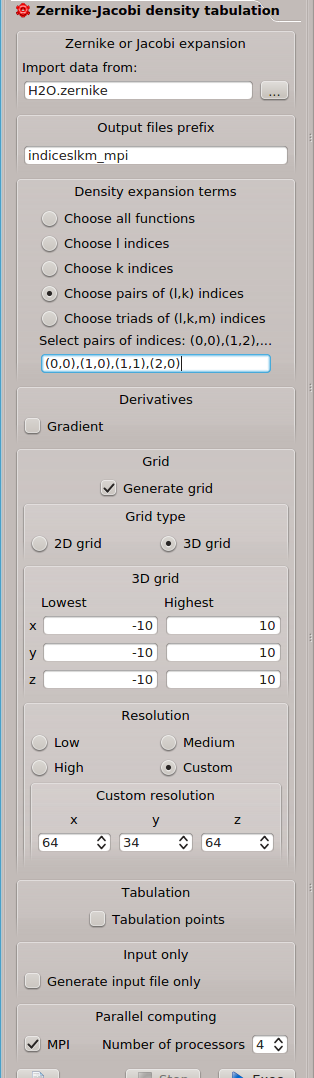 Zernike-Jacobi density tabulation
Zernike or Jacobi expansion
Import data from:
H2O.zernike ...
Output files prefix
indiceslkm_mpi
Density expansion terms
Choose all functions
Choose l indices
Choose k indices
Choose pairs of (l,k) indices
Choose triads of (l,k,m) indices
Select pairs of indices: (0,0),(1,2),...
(0,0),(1,0),(1,1),(2,0)
Derivatives
Gradient
Grid
Generate grid
Grid type
2D grid 3D grid
3D grid
Lowest Highest
x -10 10
y -10 10
z -10 10
Resolution
Low Medium
High Custom
Custom resolution
x y z
64 34 64
Tabulation
Tabulation points
Input only
Generate input file only
Parallel computing
MPI Number of processors 4
Stop Exec